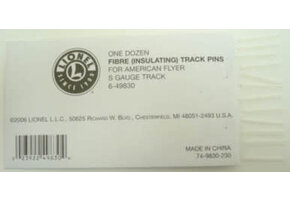 LIONEL
SINCE 1900
ONE DOZEN
FIBRE (INSULATING) TRACK PINS
FOR AMERICAN FLYER
S GAUGE TRACK
6-49830
©2006 LIONEL L.L.C., 50625 RICHARD W. BLVD., CHESTERFIELD, MI 48051-2493 U.S.A.
MADE IN CHINA
74-9830-250